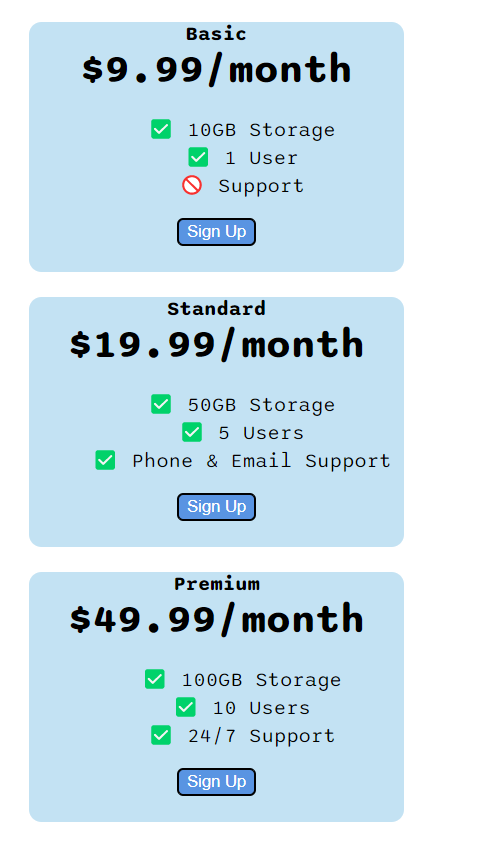 Basic
$9.99/month
✅ 10GB Storage
✅ 1 User
🚫 Support
Sign Up
Standard
$19.99/month
✅ 50GB Storage
✅ 5 Users
✅ Phone & Email Support
Sign Up
Premium
$49.99/month
✅ 100GB Storage
✅ 10 Users
✅ 24/7 Support
Sign Up